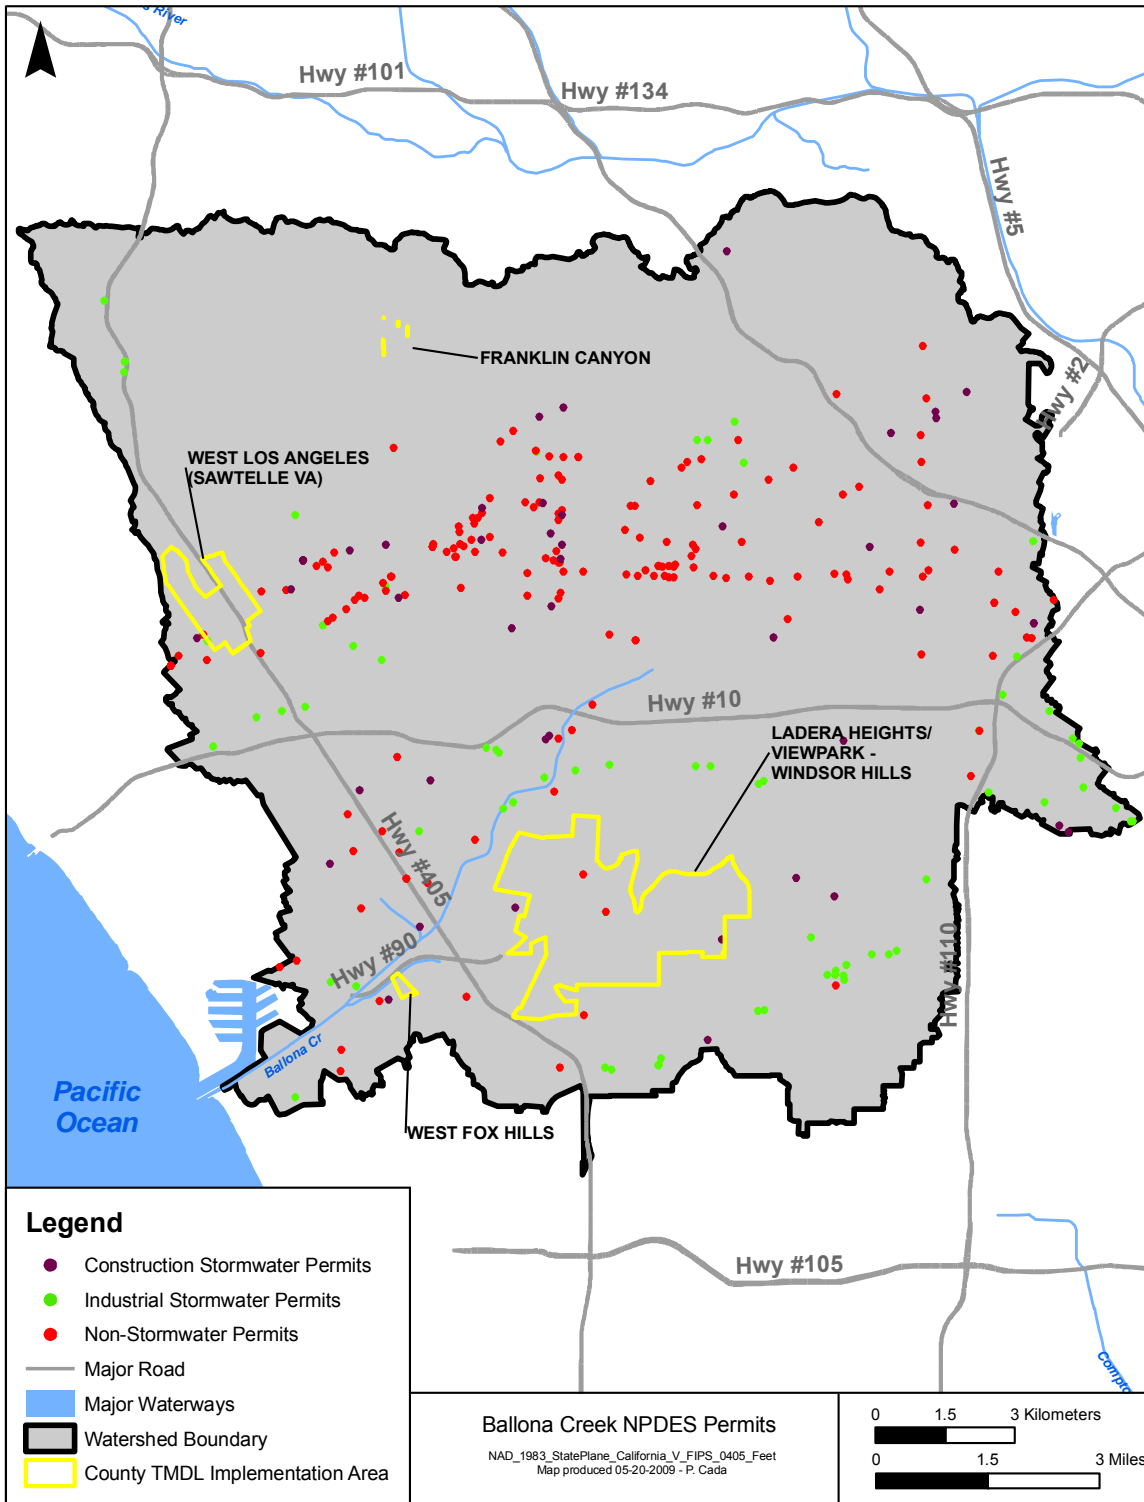 s River
Hwy #101
Hwy #134
Hwy #5
Hwy #2
FRANKLIN CANYON
WEST LOS ANGELES
(SAWTELLE VA)
Hwy #10
LADERA HEIGHTS/
VIEWPARK -
WINDSOR HILLS
Hwy #405
Hwy #90
Hwy #110
Ballona Cr
Pacific
Ocean
WEST FOX HILLS
Hwy #105
Compto
Legend
Construction Stormwater Permits
Industrial Stormwater Permits
Non-Stormwater Permits
Major Road
Major Waterways
Watershed Boundary
County TMDL Implementation Area
Ballona Creek NPDES Permits
NAD_1983_StatePlane_California_V_FIPS_0405_Feet
Map produced 05-20-2009 - P. Cada
0 1.5 3 Kilometers
0 1.5 3 Miles